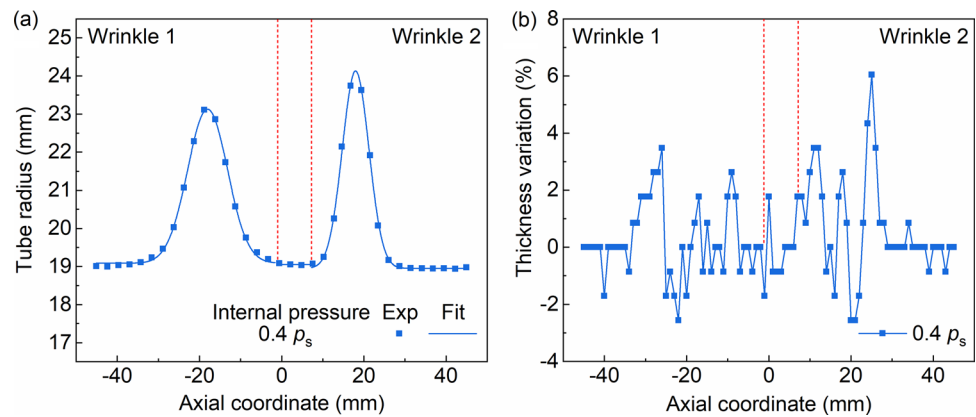 (a)
25
24
23
22
21
20
19
18
17
Tube radius (mm)
Wrinkle 1
Wrinkle 2
Internal pressure Exp Fit
0.4 pₛ
-40 -20 0 20 40
Axial coordinate (mm)
(b)
8
6
4
2
0
-2
-4
Thickness variation (%)
Wrinkle 1
Wrinkle 2
0.4 pₛ
-40 -20 0 20 40
Axial coordinate (mm)